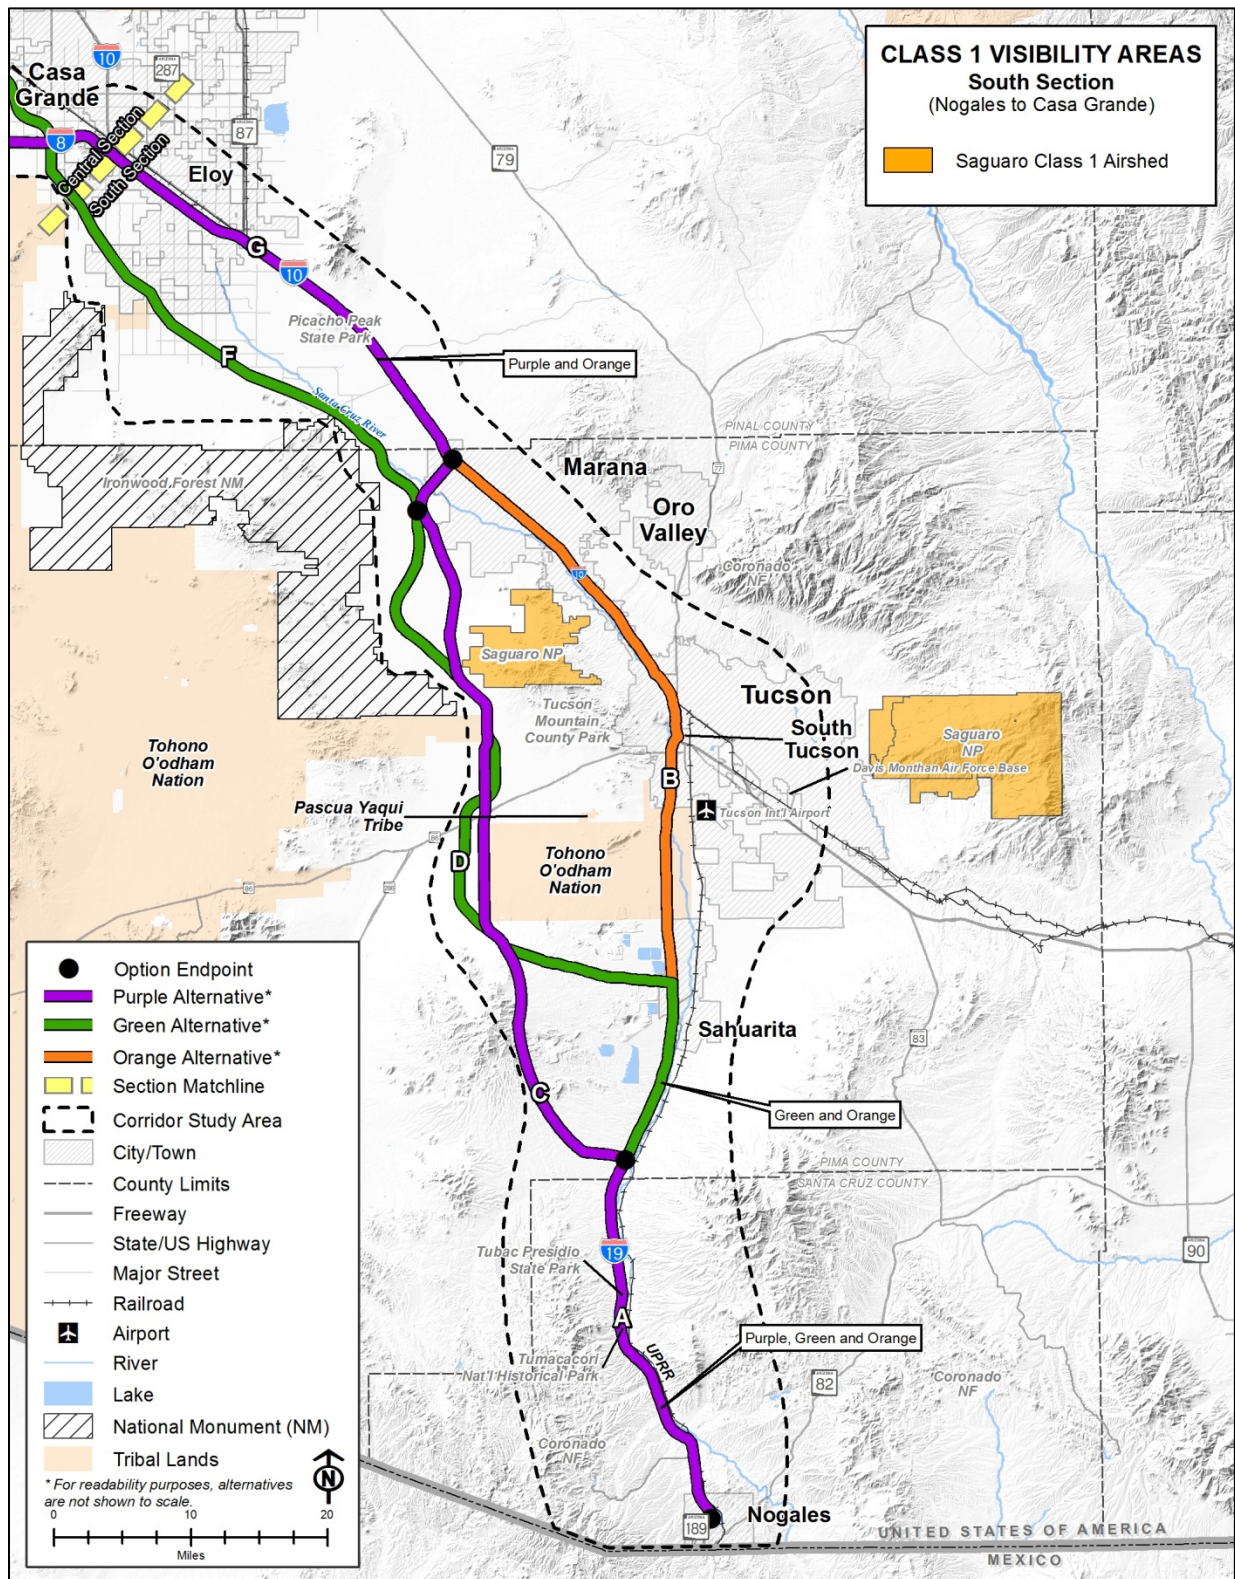 CLASS 1 VISIBILITY AREAS
South Section
(Nogales to Casa Grande)
Saguaro Class 1 Airshed
10
ARIZONA
287
Casa
Grande
8
Central Section
South Section
87
79
Eloy
G
10
Picacho Peak
State Park
F
Purple and Orange
Santa Cruz River
PINAL COUNTY
PIMA COUNTY
Marana
77
Ironwood Forest NM
Oro
Valley
10
Coronado
NF
Saguaro NP
Tucson
Tucson
Mountain
County Park
South
Tucson
Saguaro
NP
Davis Monthan Air Force Base
Tohono
O'odham
Nation
B
Pascua Yaqui
Tribe
Tucson Int'l Airport
86
D
Tohono
O'odham
Nation
86
286
Sahuarita
83
C
Green and Orange
PIMA COUNTY
SANTA CRUZ COUNTY
19
90
Tubac Presidio
State Park
A
Purple, Green and Orange
Tumacacori
Nat'l Historical Park
UPRR
82
Coronado
NF
Coronado
NF
ARIZONA
189
Nogales
UNITED STATES OF AMERICA
MEXICO
Option Endpoint
Purple Alternative*
Green Alternative*
Orange Alternative*
Section Matchline
Corridor Study Area
City/Town
County Limits
Freeway
State/US Highway
Major Street
Railroad
Airport
River
Lake
National Monument (NM)
Tribal Lands
* For readability purposes, alternatives
are not shown to scale.
N
0 5 10 20
Miles